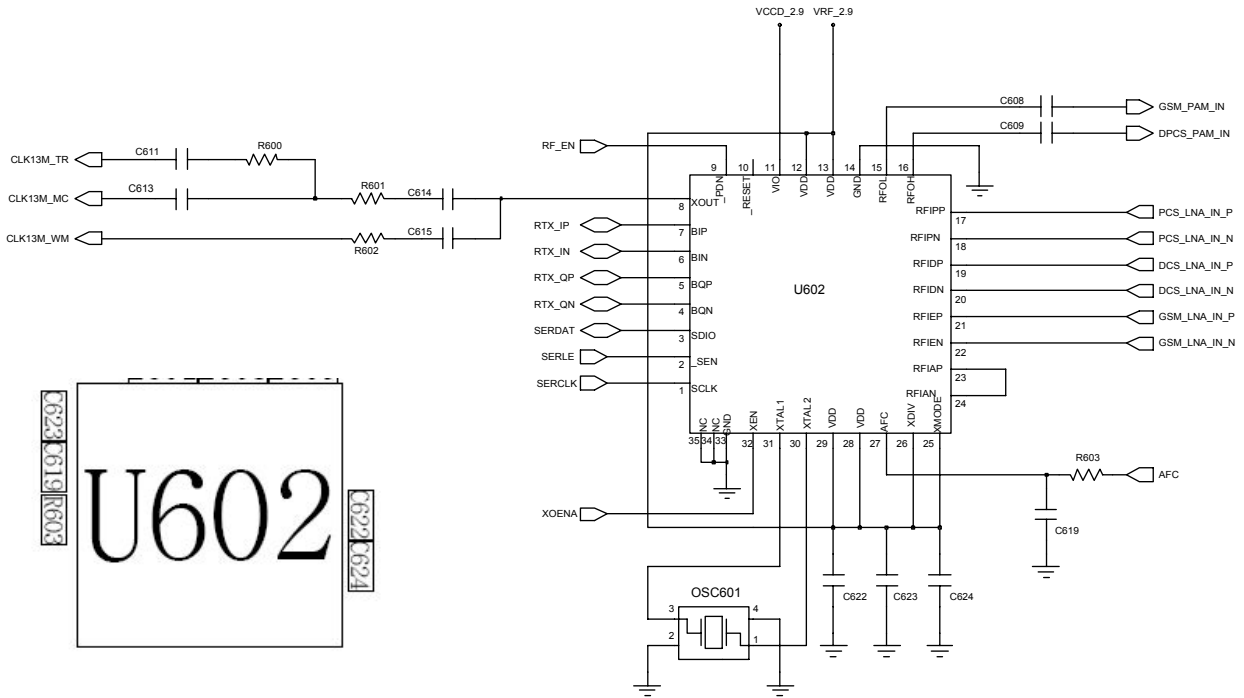 VCCD_2.9 VRF_2.9
C608 GSM_PAM_IN
C609 DPCS_PAM_IN
RF_EN
CLK13M_TR C611 R600
CLK13M_MC C613 R601 C614
CLK13M_WM R602 C615
9 10 11 12 13 14 15 16
_PDN _RESET VIO VDD VDD GND RFOL RFOH
8 XOUT
RTX_IP 7 BIP
RTX_IN 6 BIN
RTX_QP 5 BQP
RTX_QN 4 BQN
SERDAT 3 SDIO
SERLE 2 _SEN
SERCLK 1 SCLK
U602
RFIPP 17 PCS_LNA_IN_P
RFIPN 18 PCS_LNA_IN_N
RFIDP 19 DCS_LNA_IN_P
RFIDN 20 DCS_LNA_IN_N
RFIEP 21 GSM_LNA_IN_P
RFIEN 22 GSM_LNA_IN_N
RFIAP 23
RFIAN 24
NC NC GND XEN XTAL1 XTAL2 VDD VDD AFC XDIV XMODE
35 34 33 32 31 30 29 28 27 26 25
R603 AFC
C619
XOENA
C622 C623 C624
OSC601
3 4
2 1
C623 C619 R603
U602
C622 C624